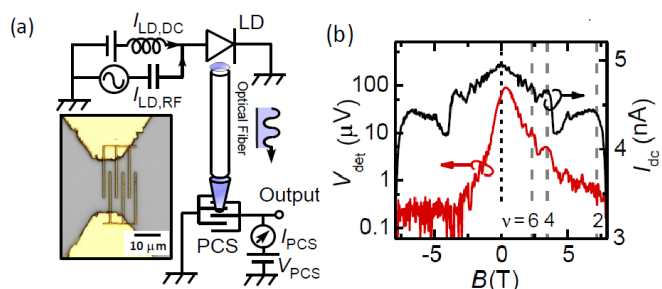 (a)
I_LD,DC
LD
I_LD,RF
Optical Fiber
10 μm
PCS
Output
I_PCS
V_PCS
(b)
V_det (μV)
100
10
1
0.1
5
4
3
I_dc (nA)
ν=6 4 2
-5 0 5
B(T)